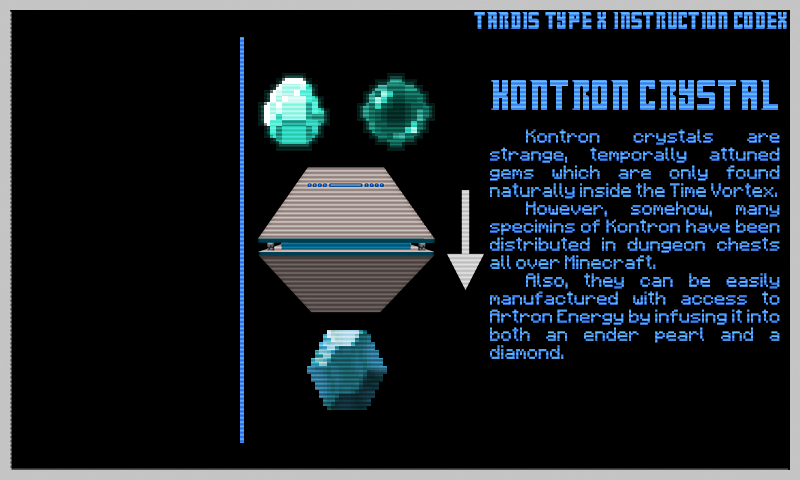 TARDIS TYPE X INSTRUCTION CODEX
KONTRON CRYSTAL
Kontron crystals are
strange, temporally attuned
gems which are only found
naturally inside the Time Vortex.
However, somehow, many
specimins of Kontron have been
distributed in dungeon chests
all over Minecraft.
Also, they can be easily
manufactured with access to
Artron Energy by infusing it into
both an ender pearl and a
diamond.